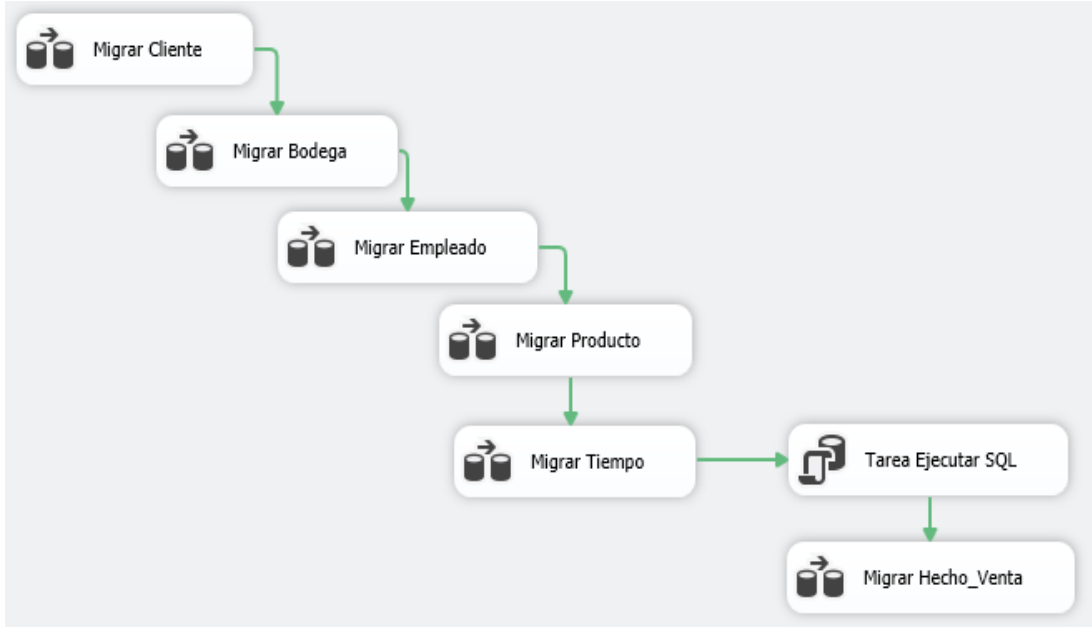 Migrar Cliente
Migrar Bodega
Migrar Empleado
Migrar Producto
Migrar Tiempo
Tarea Ejecutar SQL
Migrar Hecho_Venta